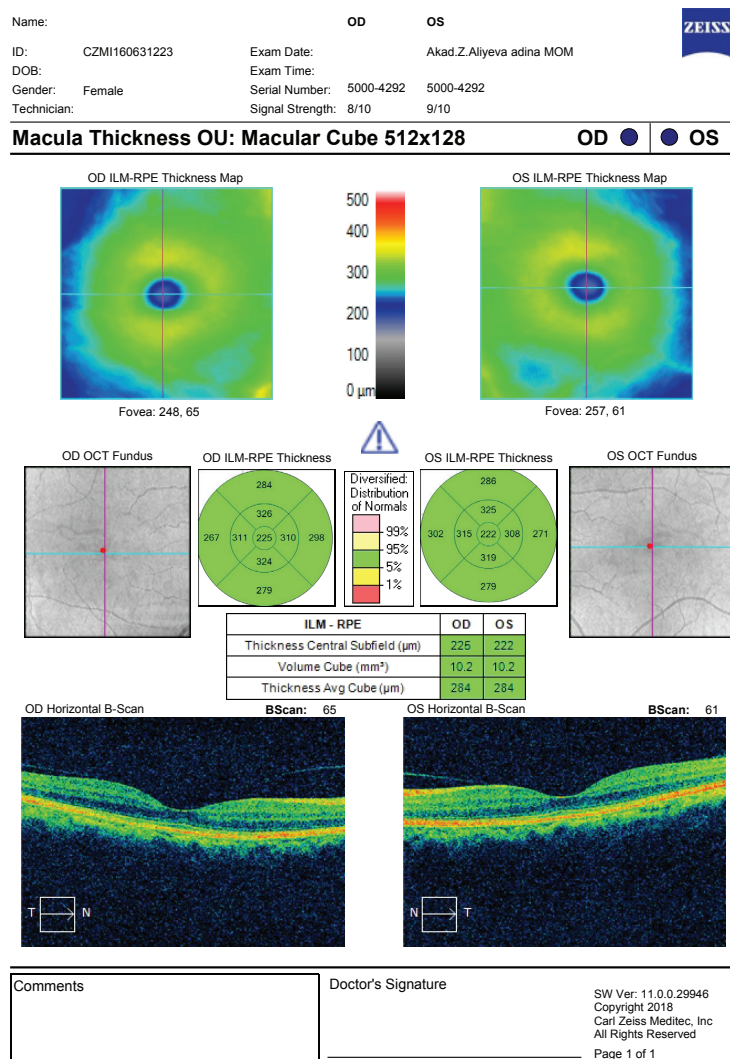 Name: OD OS
ZEISS
ID: CZMI160631223 Exam Date: Akad.Z.Aliyeva adina MOM
DOB: Exam Time:
Gender: Female Serial Number: 5000-4292 5000-4292
Technician: Signal Strength: 8/10 9/10
Macula Thickness OU: Macular Cube 512x128 OD OS
OD ILM-RPE Thickness Map OS ILM-RPE Thickness Map
500
400
300
200
100
0 µm
Fovea: 248, 65 Fovea: 257, 61
OD OCT Fundus OD ILM-RPE Thickness OS ILM-RPE Thickness OS OCT Fundus
284
326
267 311 225 310 298
324
279
Diversified:
Distribution
of Normals
99%
95%
5%
1%
286
325
302 315 222 308 271
319
279
ILM - RPE OD OS
Thickness Central Subfield (µm) 225 222
Volume Cube (mm³) 10.2 10.2
Thickness Avg Cube (µm) 284 284
OD Horizontal B-Scan BScan: 65 OS Horizontal B-Scan BScan: 61
T N
N T
Comments
Doctor's Signature
SW Ver: 11.0.0.29946
Copyright 2018
Carl Zeiss Meditec, Inc
All Rights Reserved
Page 1 of 1